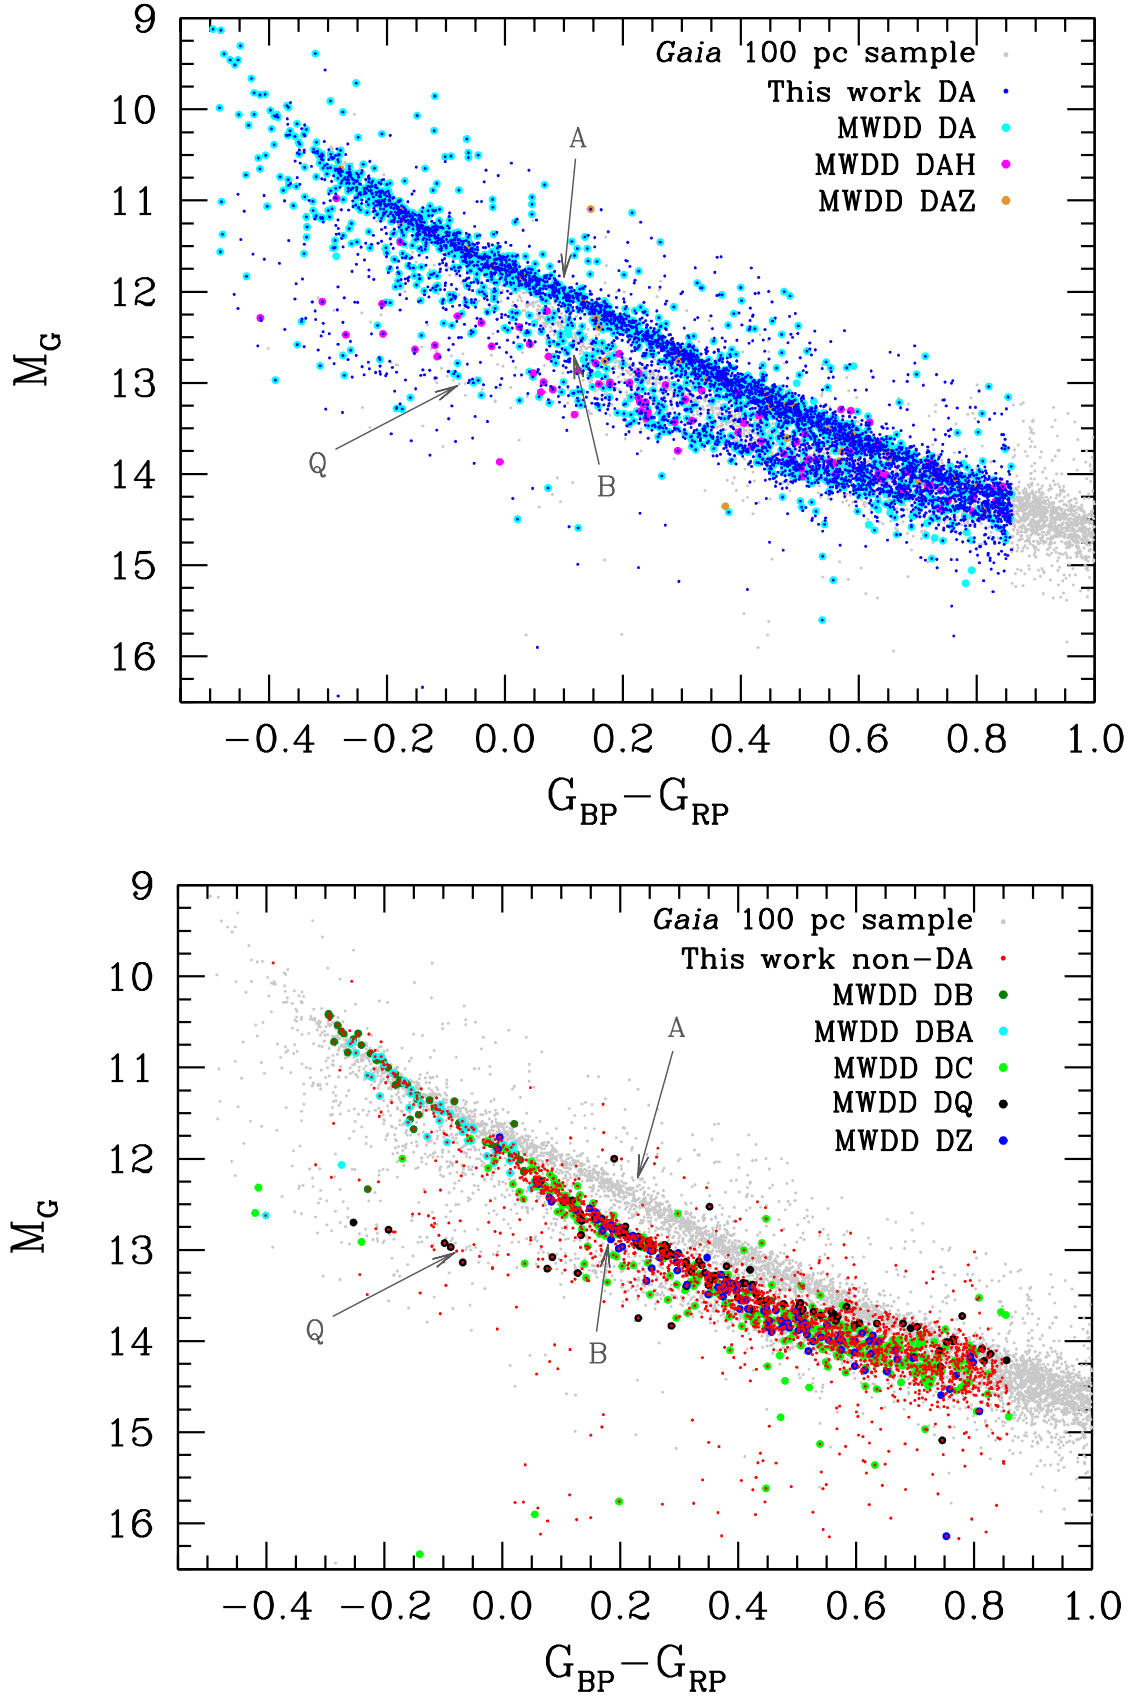 9
10
11
12
13
14
15
16
M_G
Gaia 100 pc sample
This work DA
MWDD DA
MWDD DAH
MWDD DAZ
A
Q
B
−0.4 −0.2 0.0 0.2 0.4 0.6 0.8 1.0
G_BP−G_RP
9
10
11
12
13
14
15
16
M_G
Gaia 100 pc sample
This work non−DA
MWDD DB
MWDD DBA
MWDD DC
MWDD DQ
MWDD DZ
A
Q
B
−0.4 −0.2 0.0 0.2 0.4 0.6 0.8 1.0
G_BP−G_RP